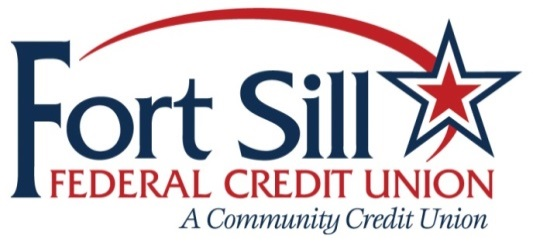 Fort Sill
FEDERAL CREDIT UNION
A Community Credit Union